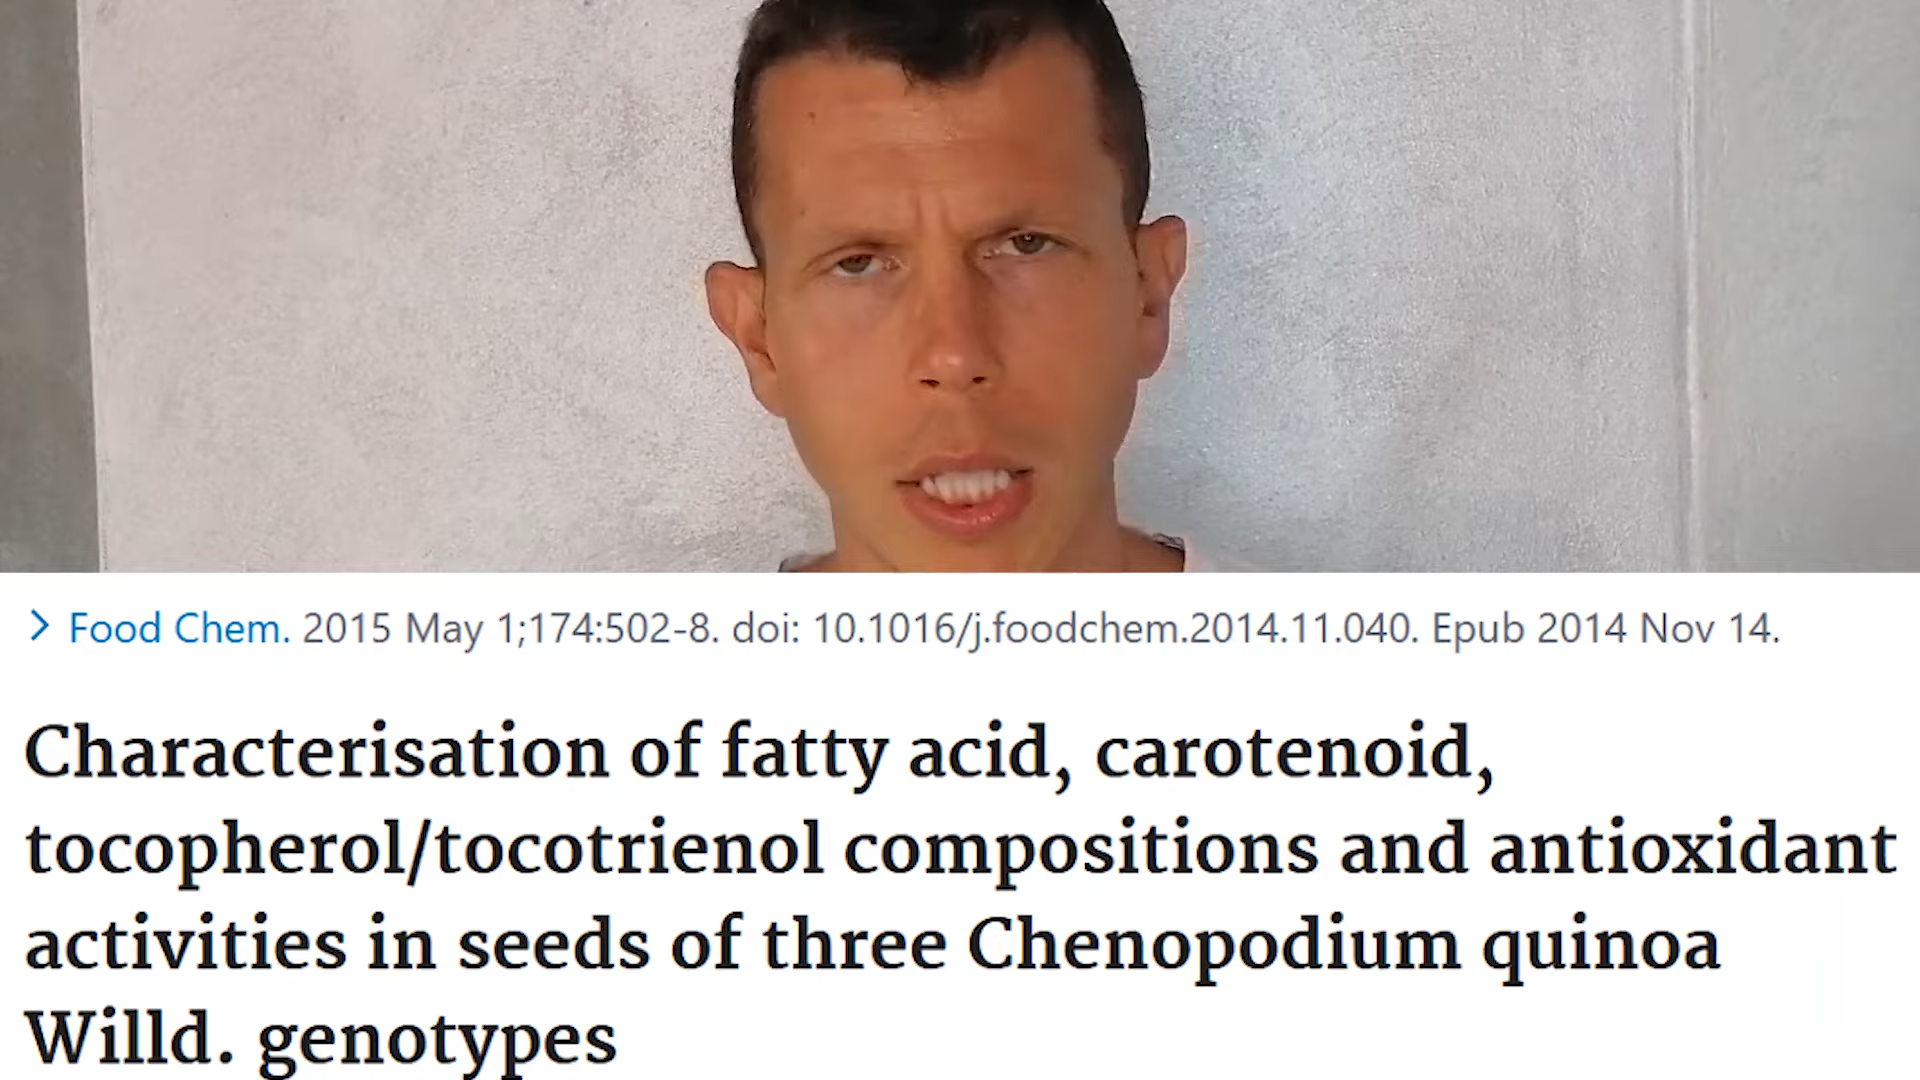 > Food Chem. 2015 May 1;174:502-8. doi: 10.1016/j.foodchem.2014.11.040. Epub 2014 Nov 14.
Characterisation of fatty acid, carotenoid,
tocopherol/tocotrienol compositions and antioxidant
activities in seeds of three Chenopodium quinoa
Willd. genotypes